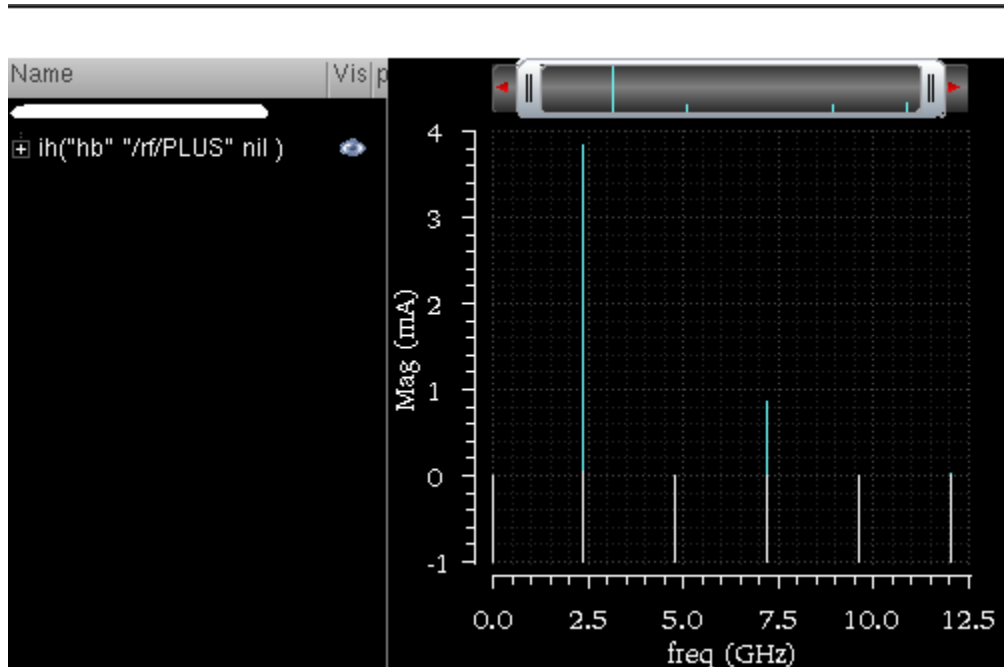 Name Vis p
ih("hb" "/rf/PLUS" nil )
4
3
2
1
0
-1
Mag (mA)
0.0 2.5 5.0 7.5 10.0 12.5
freq (GHz)